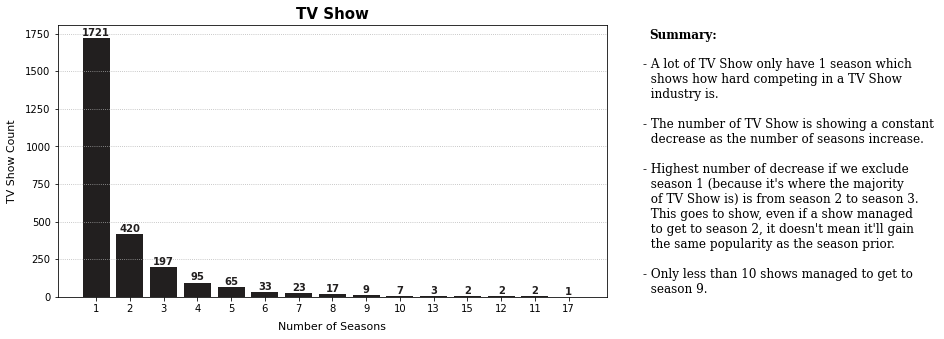 TV Show
TV Show Count
1750
1500
1250
1000
750
500
250
0
1721
420
197
95
65
33
23
17
9
7
3
2
2
2
1
1
2
3
4
5
6
7
8
9
10
13
15
12
11
17
Number of Seasons
Summary:
- A lot of TV Show only have 1 season which
shows how hard competing in a TV Show
industry is.
- The number of TV Show is showing a constant
decrease as the number of seasons increase.
- Highest number of decrease if we exclude
season 1 (because it's where the majority
of TV Show is) is from season 2 to season 3.
This goes to show, even if a show managed
to get to season 2, it doesn't mean it'll gain
the same popularity as the season prior.
- Only less than 10 shows managed to get to
season 9.